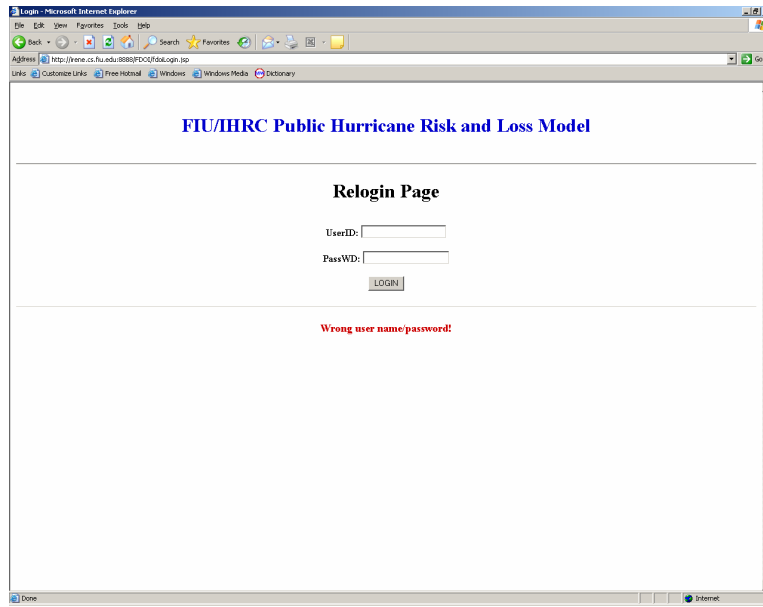 Login - Microsoft Internet Explorer
File Edit View Favorites Tools Help
Back Search Favorites
Address http://irene.cs.fiu.edu:8888/FDOI/fdoiLogin.jsp Go
Links Customize Links Free Hotmail Windows Windows Media Dictionary
FIU/IHRC Public Hurricane Risk and Loss Model
Relogin Page
UserID:
PassWD:
LOGIN
Wrong user name/password!
Done Internet